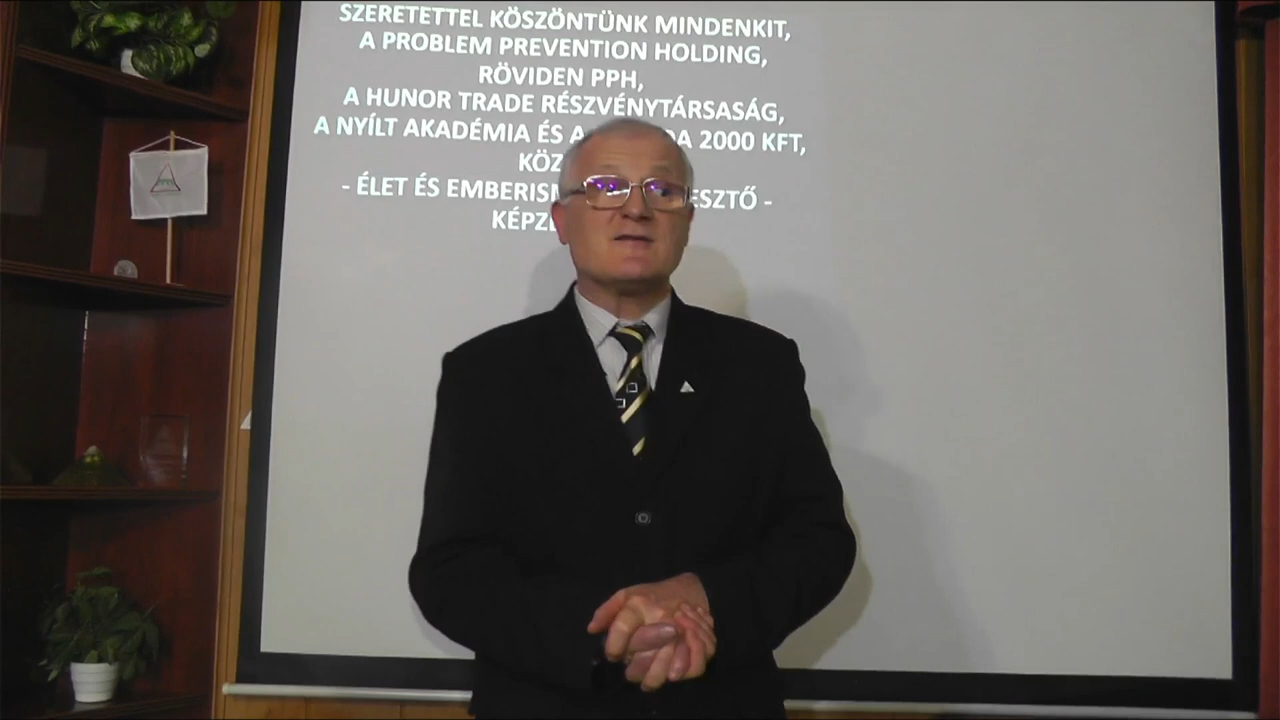 SZERETETTEL KÖSZÖNTÜNK MINDENKIT,
A PROBLEM PREVENTION HOLDING,
RÖVIDEN PPH,
A HUNOR TRADE RÉSZVÉNYTÁRSASÁG,
A NYÍLT AKADÉMIA ÉS A 2000 KFT,
- ÉLET ÉS